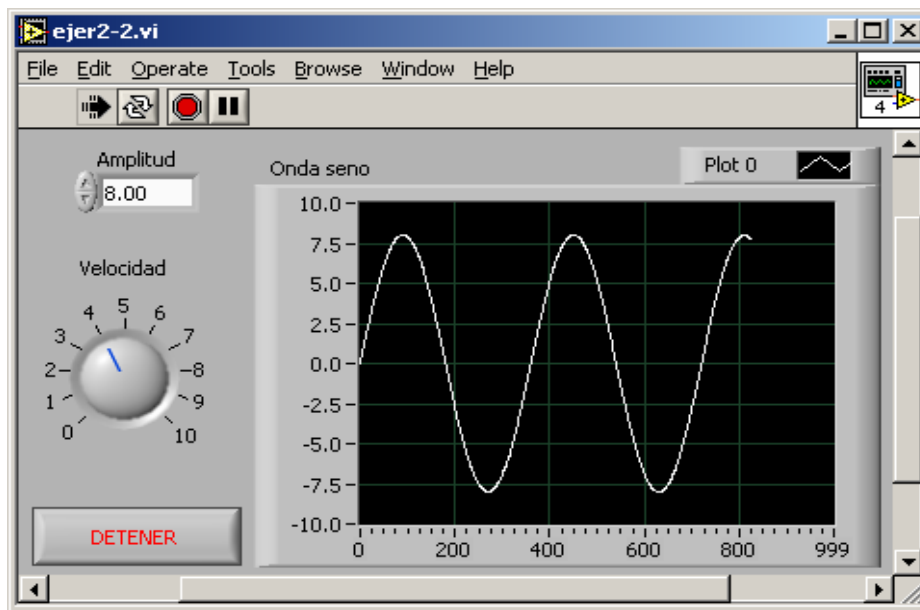 ejer2-2.vi
File Edit Operate Tools Browse Window Help
4
Amplitud
8.00
Onda seno
Plot 0
Velocidad
0
1
2
3
4
5
6
7
8
9
10
10.0
7.5
5.0
2.5
0.0
-2.5
-5.0
-7.5
-10.0
0 200 400 600 800 999
DETENER